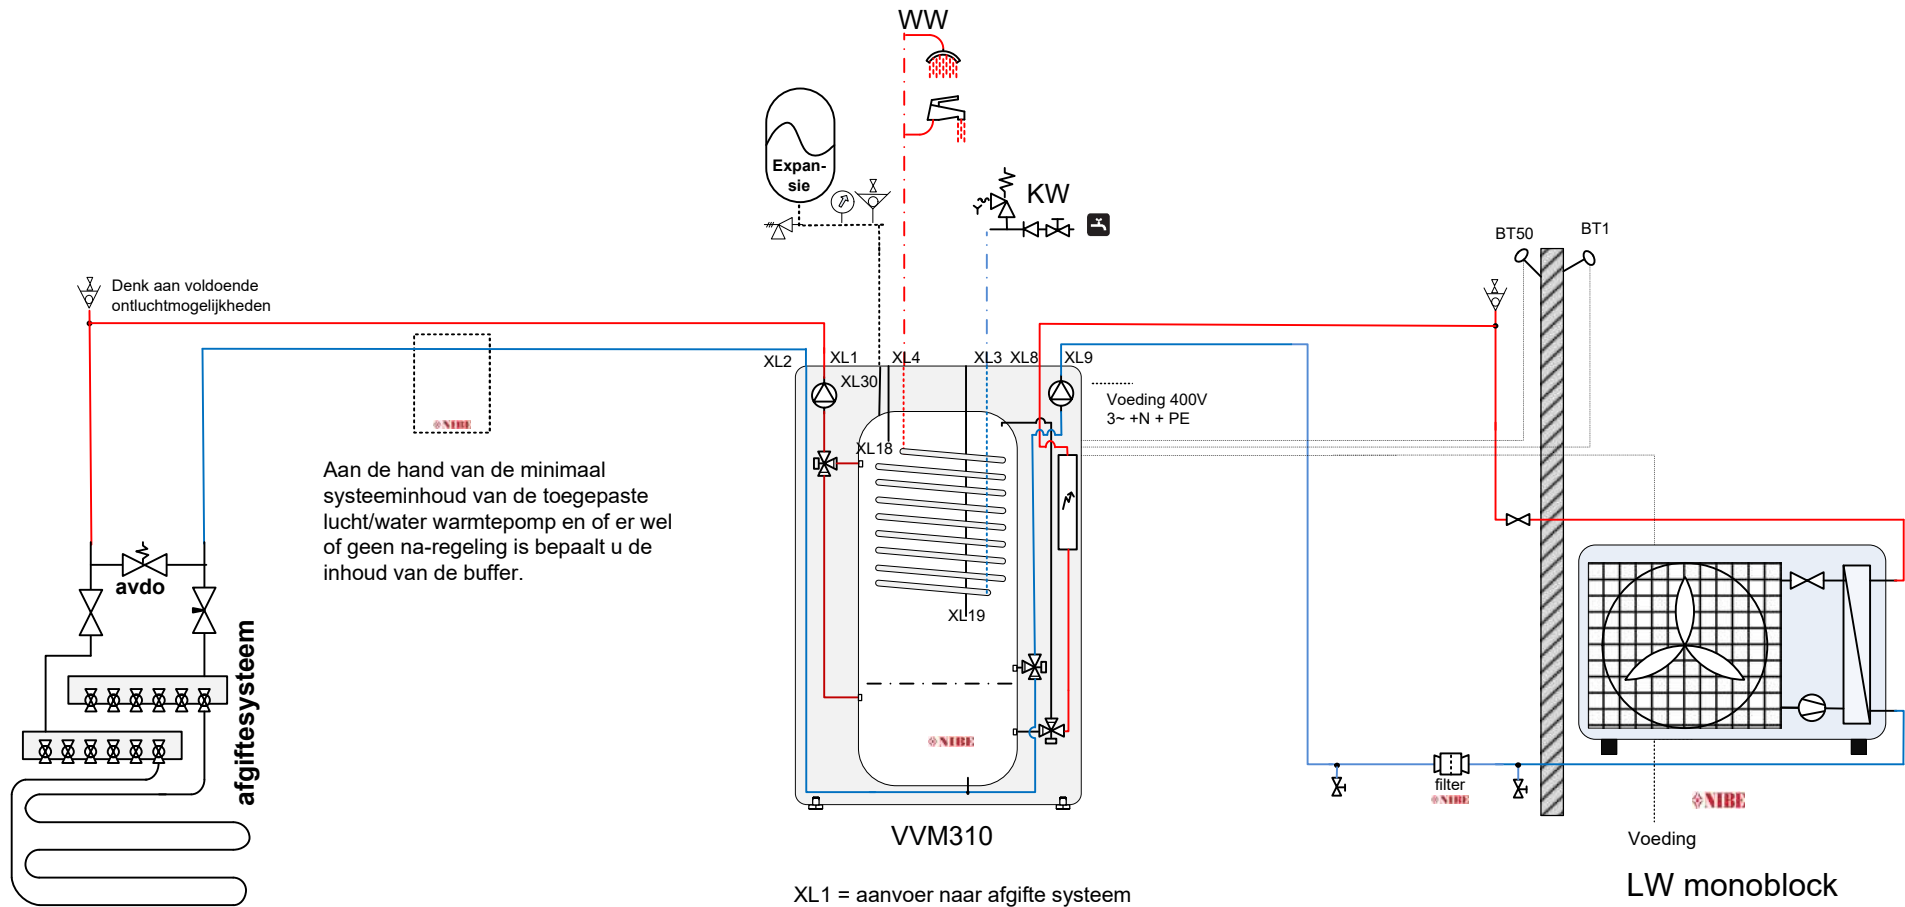 WW
Expan-
sie
KW
BT50
BT1
Denk aan voldoende
ontluchtmogelijkheden
XL2
XL1
XL4
XL3
XL8
XL9
XL30
Voeding 400V
3~ +N + PE
NIBE
XL18
Aan de hand van de minimaal
systeeminhoud van de toegepaste
lucht/water warmtepomp en of er wel
of geen na-regeling is bepaalt u de
inhoud van de buffer.
avdo
XL19
afgiftesysteem
NIBE
filter
NIBE
NIBE
VVM310
Voeding
LW monoblock
XL1 = aanvoer naar afgifte systeem